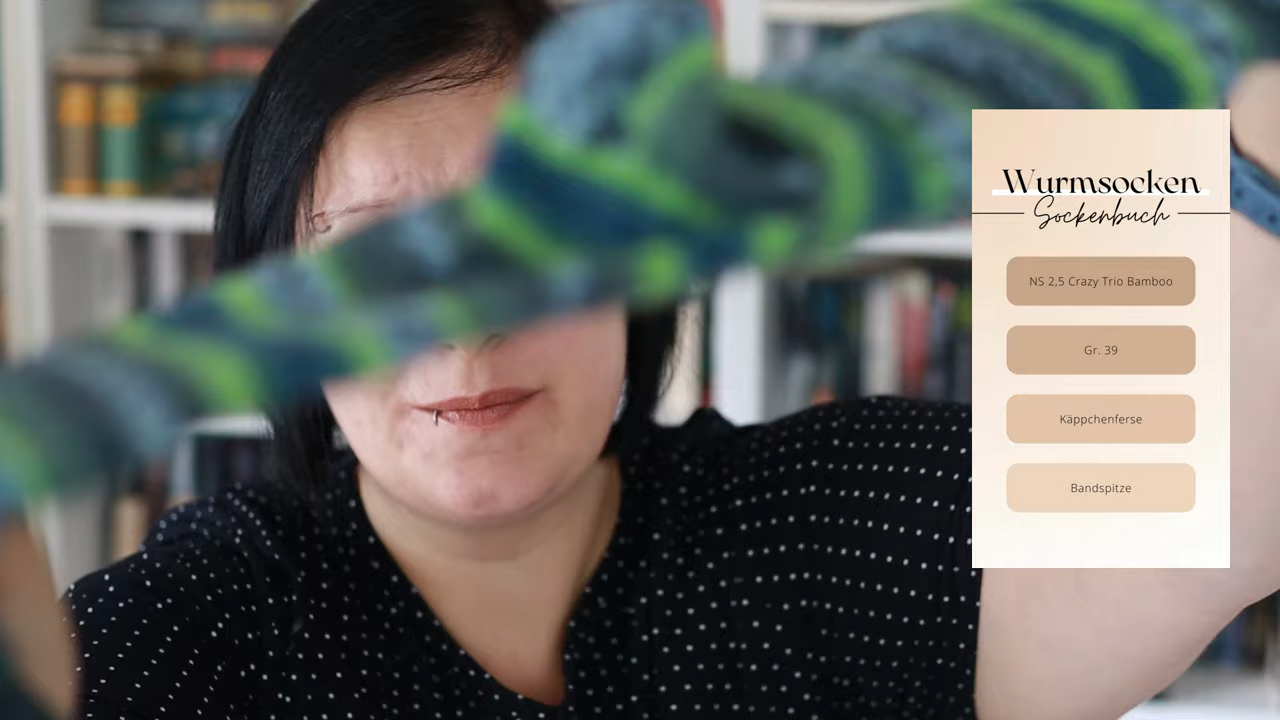 Wurmsocken
Sockenbuch
NS 2,5 Crazy Trio Bamboo
Gr. 39
Käppchenferse
Bandspitze